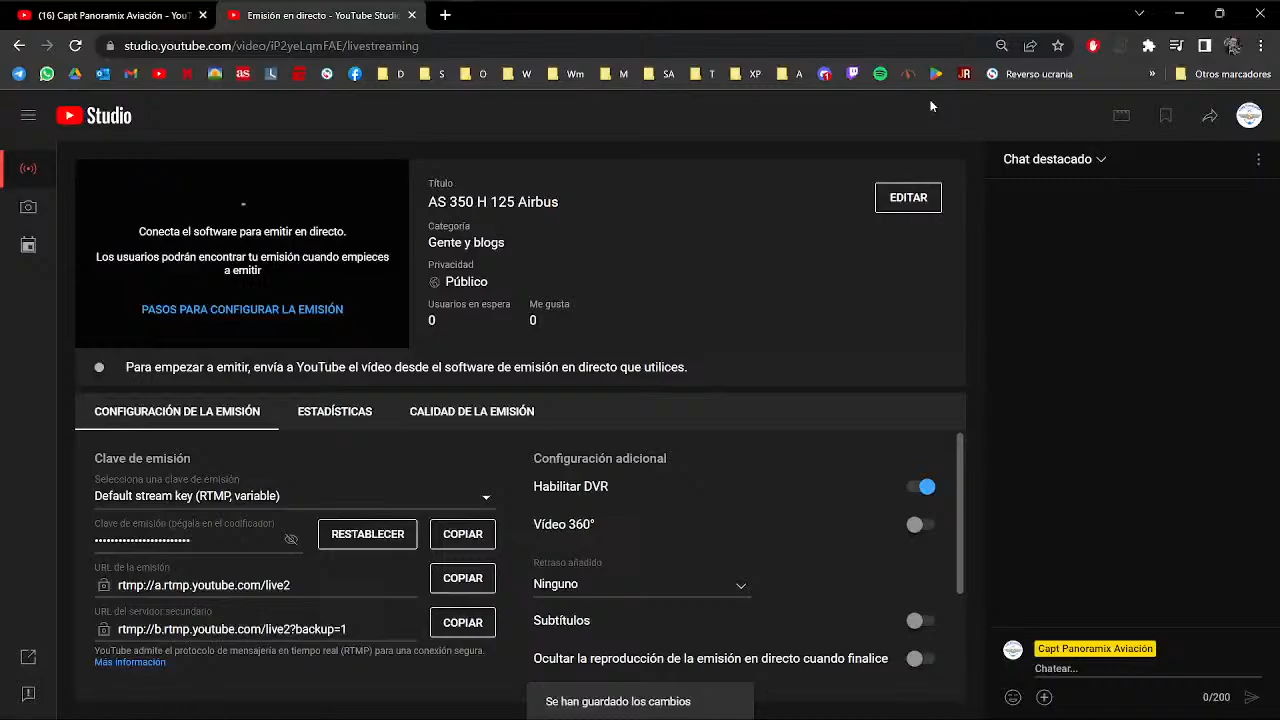 (16) Capt Panoramix Aviación - YouT
Emisión en directo - YouTube Studio
studio.youtube.com/video/iP2yeLqmFAE/livestreaming
as
D
S
O
W
Wm
M
SA
T
XP
A
JR
Reverso ucrania
»
Otros marcadores
Studio
Chat destacado
-
Conecta el software para emitir en directo.
Los usuarios podrán encontrar tu emisión cuando empieces
a emitir
PASOS PARA CONFIGURAR LA EMISIÓN
Título
AS 350 H 125 Airbus
EDITAR
Categoría
Gente y blogs
Privacidad
Público
Usuarios en espera
Me gusta
0
0
Para empezar a emitir, envía a YouTube el vídeo desde el software de emisión en directo que utilices.
CONFIGURACIÓN DE LA EMISIÓN
ESTADÍSTICAS
CALIDAD DE LA EMISIÓN
Clave de emisión
Selecciona una clave de emisión
Default stream key (RTMP, variable)
Clave de emisión (pégala en el codificador)
••••••••••••••••••••••••
RESTABLECER
COPIAR
URL de la emisión
rtmp://a.rtmp.youtube.com/live2
COPIAR
URL del servidor secundario
rtmp://b.rtmp.youtube.com/live2?backup=1
COPIAR
YouTube admite el protocolo de mensajería en tiempo real (RTMP) para una conexión segura.
Más información
Configuración adicional
Habilitar DVR
Vídeo 360°
Retraso añadido
Ninguno
Subtítulos
Ocultar la reproducción de la emisión en directo cuando finalice
Se han guardado los cambios
Capt Panoramix Aviación
Chatear...
0/200